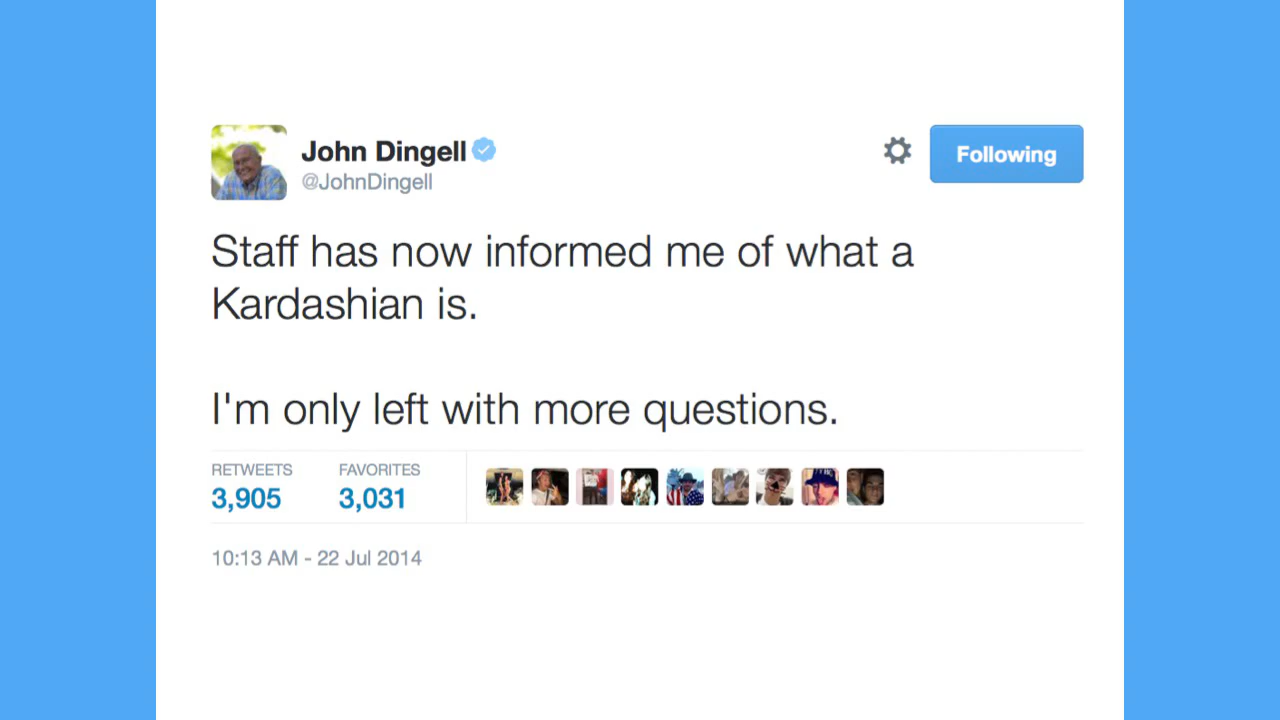 John Dingell
@JohnDingell
Following
Staff has now informed me of what a
Kardashian is.
I'm only left with more questions.
RETWEETS FAVORITES
3,905 3,031
10:13 AM - 22 Jul 2014